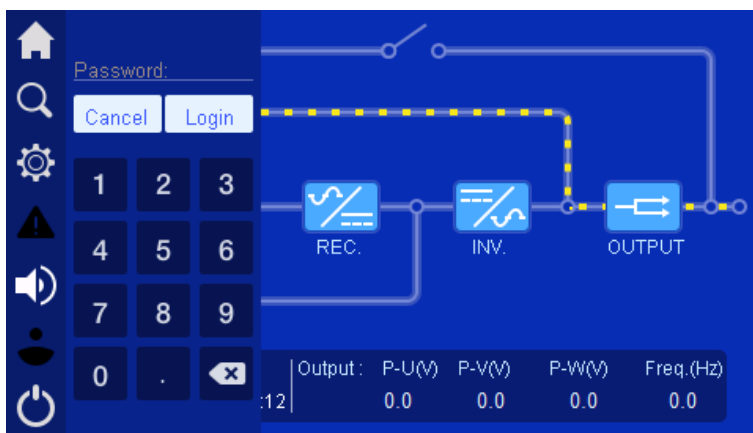 Password:
Cancel Login
1 2 3
4 5 6
7 8 9
0 .
REC. INV. OUTPUT
Output : P-U(V) P-V(V) P-W(V) Freq.(Hz)
:12 0.0 0.0 0.0 0.0